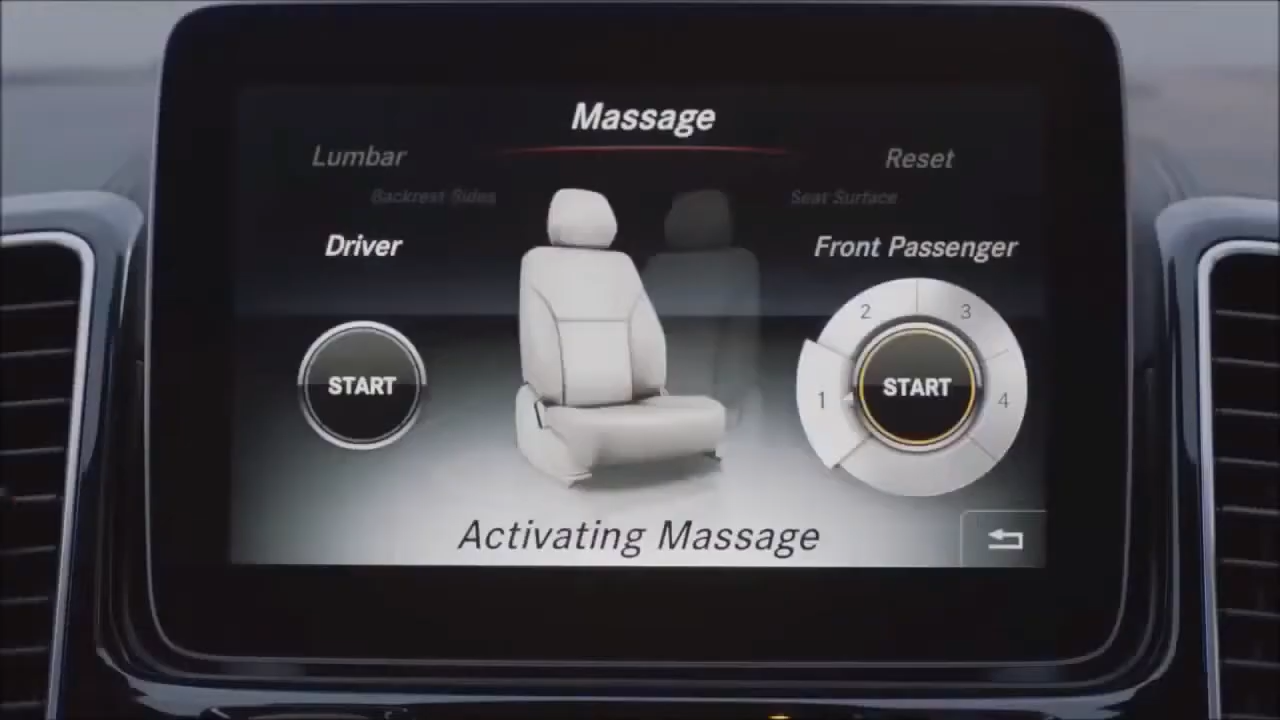 Massage
Lumbar
Reset
Backrest Sides
Seat Surface
Driver
Front Passenger
2
3
START
1
START
4
Activating Massage